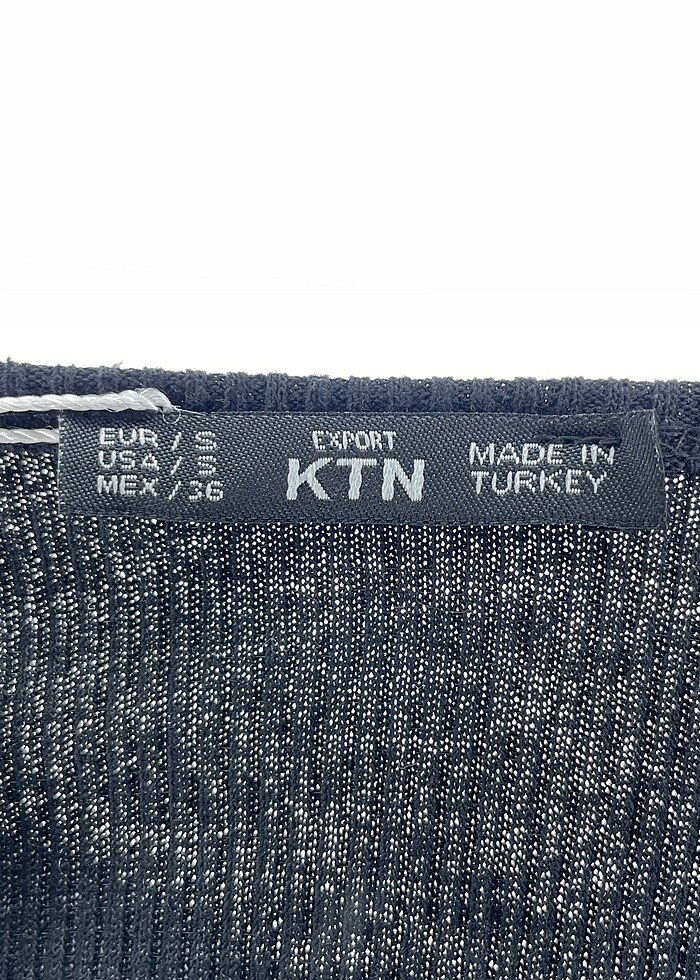 EUR / S
USA / S
MEX / 36
EXPORT
KTN
MADE IN
TURKEY